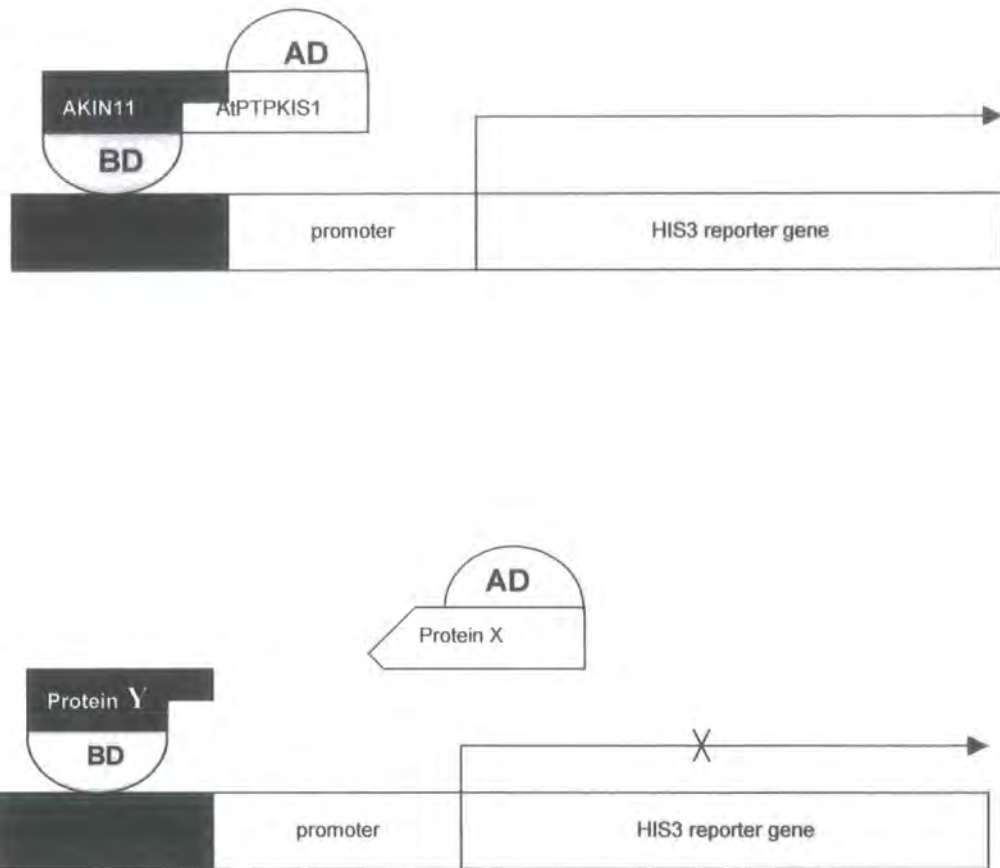 AD
AKIN11
AtPTPKIS1
BD
promoter
HIS3 reporter gene
AD
Protein X
Protein Y
BD
X
promoter
HIS3 reporter gene